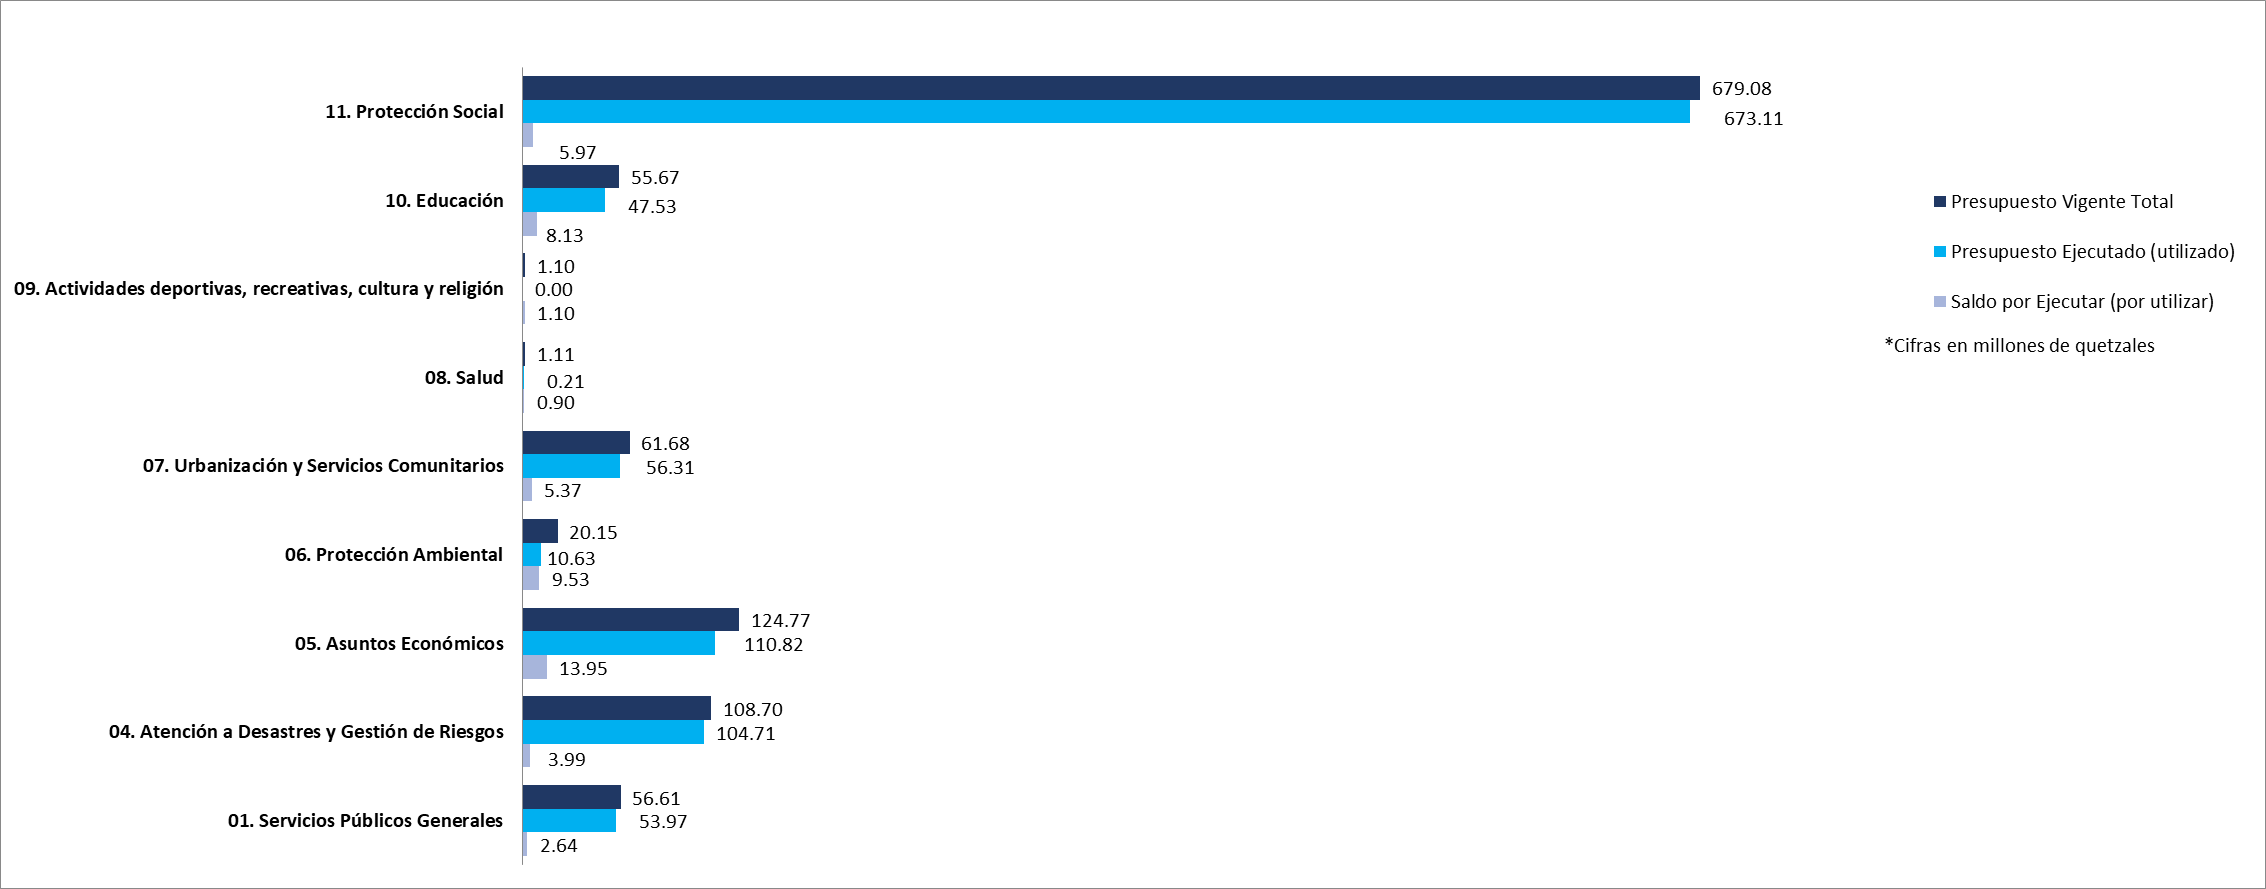 11. Protección Social
679.08
673.11
5.97
10. Educación
55.67
47.53
8.13
09. Actividades deportivas, recreativas, cultura y religión
1.10
0.00
1.10
08. Salud
1.11
0.21
0.90
07. Urbanización y Servicios Comunitarios
61.68
56.31
5.37
06. Protección Ambiental
20.15
10.63
9.53
05. Asuntos Económicos
124.77
110.82
13.95
04. Atención a Desastres y Gestión de Riesgos
108.70
104.71
3.99
01. Servicios Públicos Generales
56.61
53.97
2.64
Presupuesto Vigente Total
Presupuesto Ejecutado (utilizado)
Saldo por Ejecutar (por utilizar)
*Cifras en millones de quetzales